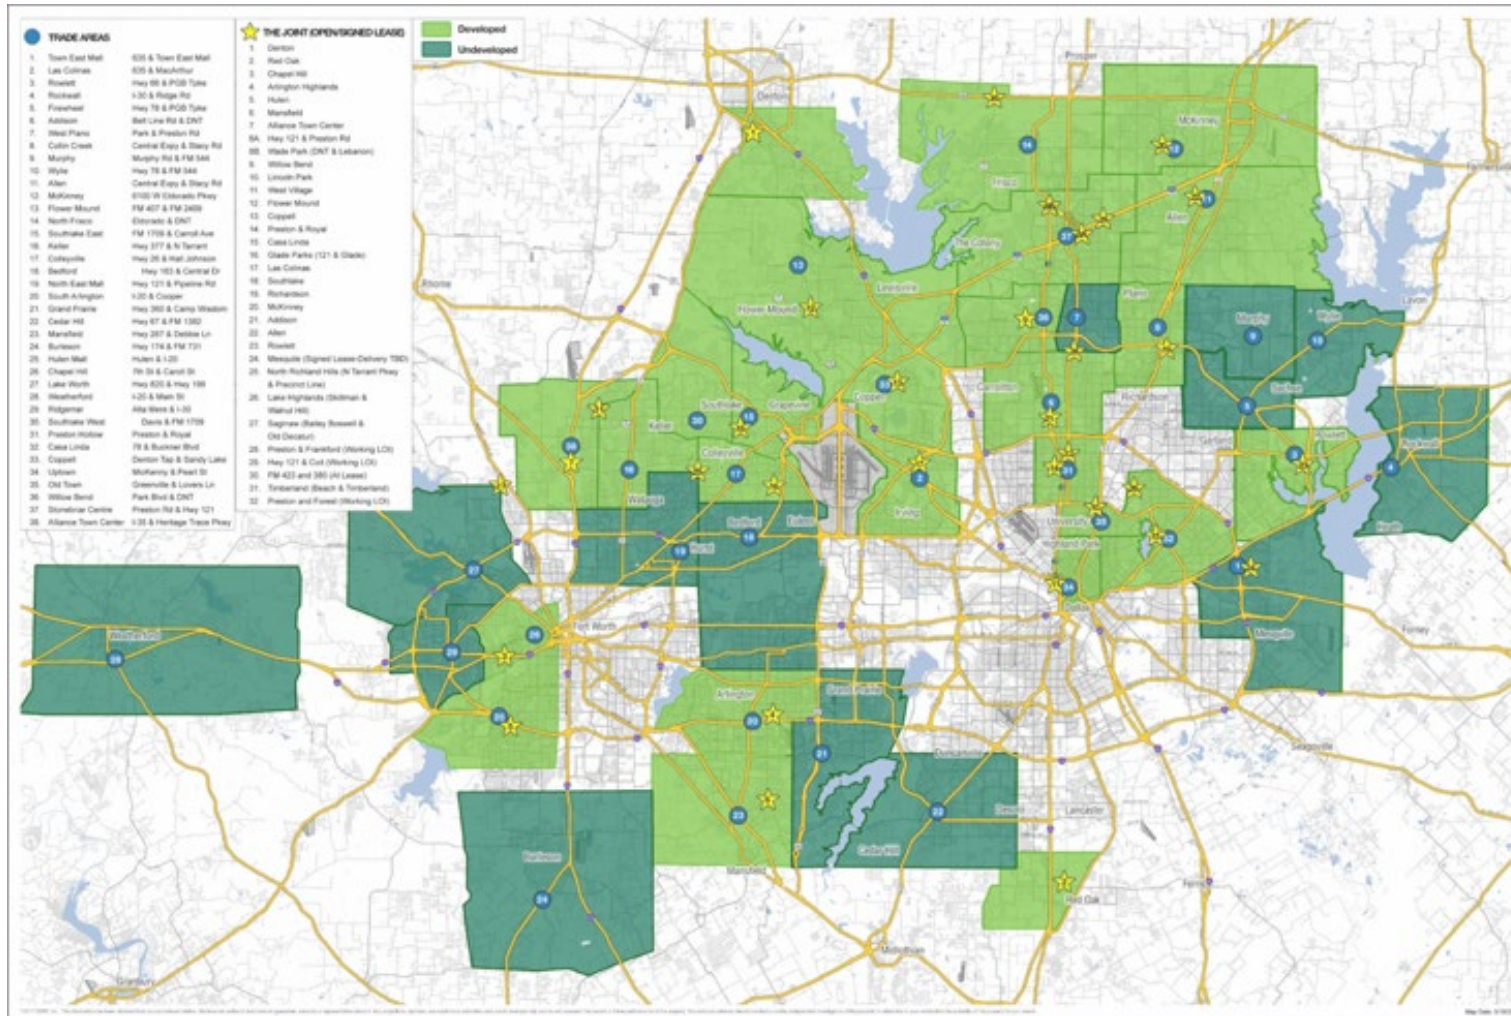 TRADE AREAS
1. Town East Mall 635 & Town East Mall
2. Las Colinas 635 & MacArthur
3. Rowlett Hwy 66 & PGB Tpke
4. Rockwall I-30 & Ridge Rd
5. Firewheel Hwy 78 & PGB Tpke
6. Addison Belt Line Rd & DNT
7. West Plano Park & Preston Rd
8. Collin Creek Central Expy & Stacy Rd
9. Murphy Murphy Rd & FM 544
10. Wylie Hwy 78 & FM 544
11. Allen Central Expy & Stacy Rd
12. McKinney 6100 W Eldorado Pkwy
13. Flower Mound FM 407 & FM 2499
14. North Frisco Eldorado & DNT
15. Southlake East FM 1709 & Carroll Ave
16. Keller Hwy 377 & N Tarrant
17. Colleyville Hwy 26 & Hall Johnson
18. Bedford Hwy 183 & Central Dr
19. North East Mall Hwy 121 & Pipeline Rd
20. South Arlington I-20 & Cooper
21. Grand Prairie Hwy 360 & Camp Wisdom
22. Cedar Hill Hwy 67 & FM 1382
23. Mansfield Hwy 287 & Debbie Ln
24. Burleson Hwy 174 & FM 731
25. Hulen Mall Hulen & I-20
26. Chapel Hill 7th St & Carroll St
27. Lake Worth Hwy 820 & Hwy 199
28. Weatherford I-20 & Main St
29. Ridgmar Alta Mere & I-30
30. Southlake West Davis & FM 1709
31. Preston Hollow Preston & Royal
32. Casa Linda 78 & Buckner Blvd
33. Coppell Denton Tap & Sandy Lake
34. Uptown McKinny & Pearl St
35. Old Town Greenville & Lovers Ln
36. Willow Bend Park Blvd & DNT
37. Stonebriar Centre Preston Rd & Hwy 121
38. Alliance Town Center I-35 & Heritage Trace Pkwy
THE JOINT (OPEN/SIGNED LEASE)
1. Denton
2. Red Oak
3. Chapel Hill
4. Arlington Highlands
5. Hulen
6. Mansfield
7. Alliance Town Center
8A. Hwy 121 & Preston Rd
8B. Wade Park (DNT & Lebanon)
9. Willow Bend
10. Lincoln Park
11. West Village
12. Flower Mound
13. Coppell
14. Preston & Royal
15. Casa Linda
16. Glade Parks (121 & Glade)
17. Las Colinas
18. Southlake
19. Richardson
20. McKinney
21. Addison
22. Allen
23. Rowlett
24. Mesquite (Signed Lease-Delivery TBD)
25. North Richland Hills (N Tarrant Pkwy
& Precinct Line)
26. Lake Highlands (Skillman &
Walnut Hill)
27. Saginaw (Bailey Boswell &
Old Decatur)
28. Preston & Frankford (Working LOI)
29. Hwy 121 & Coit (Working LOI)
30. FM 423 and 380 (At Lease)
31. Timberland (Beach & Timberland)
32. Preston and Forest (Working LOI)
Developed
Undeveloped
Prosper
Denton
McKinney
Farmersville
Frisco
Allen
The Colony
Rhome
Lewisville
Plano
Lavon
Flower Mound
Murphy
Wylie
Sachse
Carrollton
Richardson
Coppell
Southlake
Grapevine
Keller
Garland
Rowlett
Rockwall
Colleyville
Watauga
Heath
Bedford
Euless
Irving
University
Highland Park
Hurst
Dallas
Fort Worth
Weatherford
Mesquite
Forney
Arlington
Grand Prairie
Seagoville
Duncanville
Desoto
Lancaster
Cedar Hill
Burleson
Mansfield
Ferris
Red Oak
Midlothian
Granbury